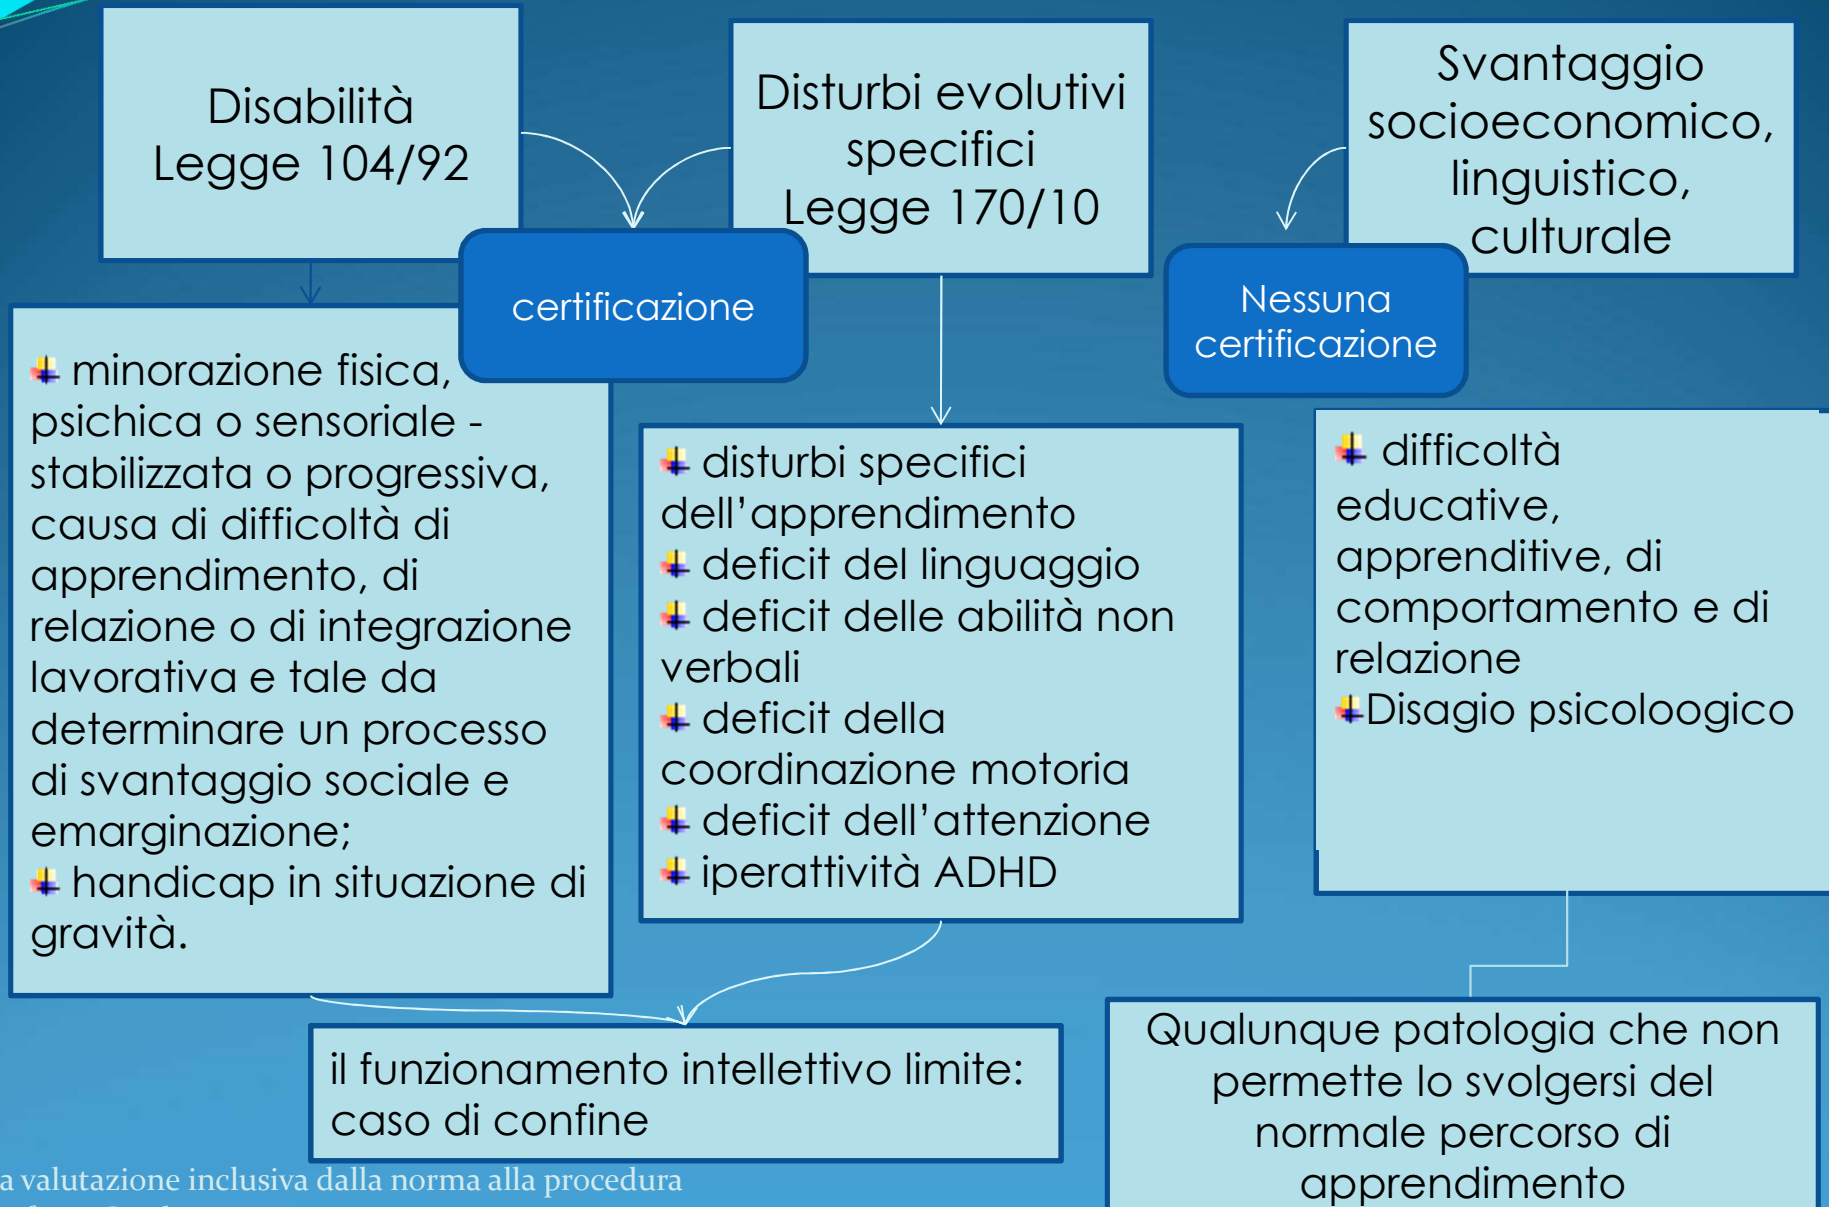 Disabilità
Legge 104/92
Disturbi evolutivi
specifici
Legge 170/10
Svantaggio
socioeconomico,
linguistico,
culturale
certificazione
Nessuna
certificazione
minorazione fisica,
psichica o sensoriale -
stabilizzata o progressiva,
causa di difficoltà di
apprendimento, di
relazione o di integrazione
lavorativa e tale da
determinare un processo
di svantaggio sociale e
emarginazione;
handicap in situazione di
gravità.
disturbi specifici
dell’apprendimento
deficit del linguaggio
deficit delle abilità non
verbali
deficit della
coordinazione motoria
deficit dell’attenzione
iperattività ADHD
difficoltà
educative,
apprenditive, di
comportamento e di
relazione
Disagio psicoloogico
il funzionamento intellettivo limite:
caso di confine
Qualunque patologia che non
permette lo svolgersi del
normale percorso di
apprendimento
a valutazione inclusiva dalla norma alla procedura